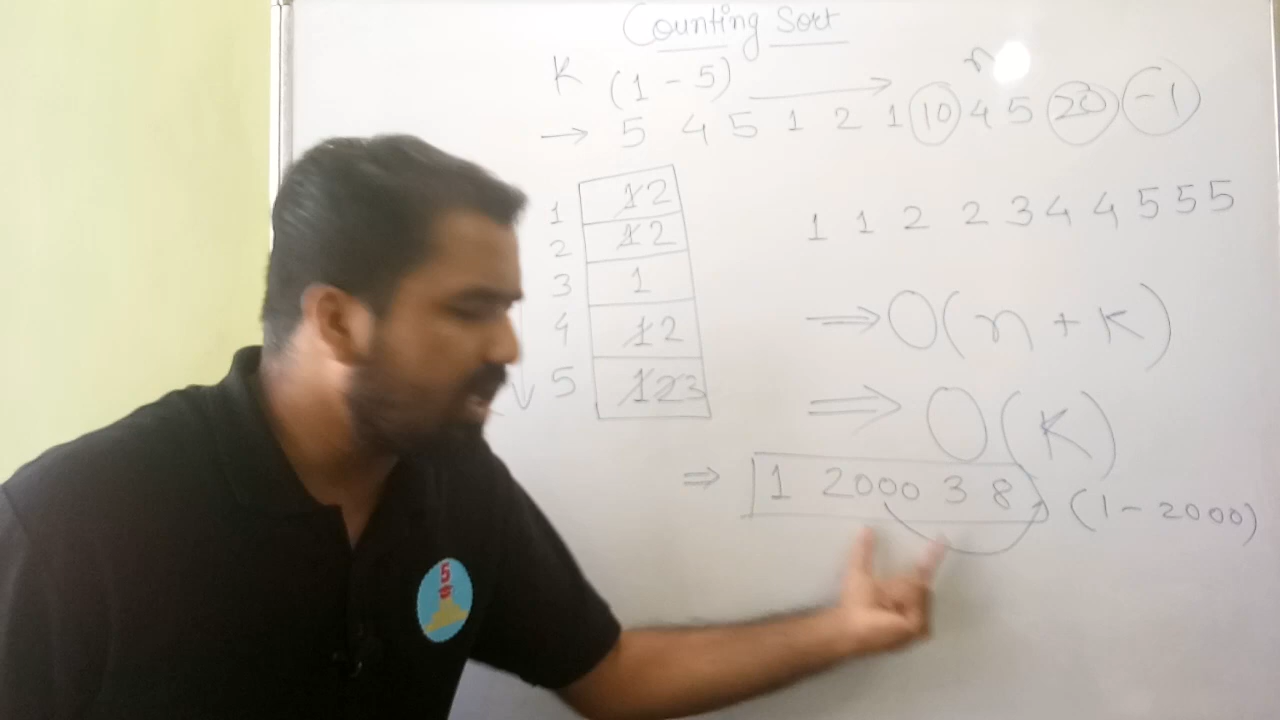 Counting Sort
K (1 - 5) n
→ 5 4 5 1 2 1 10 4 5 20 -1
1 12
2 12
3 1
4 12
5 123
1 1 2 2 3 4 4 5 5 5
⇒ O(n + K)
⇒ O(K)
⇒ 1 2000 3 8 (1 - 2000)
5